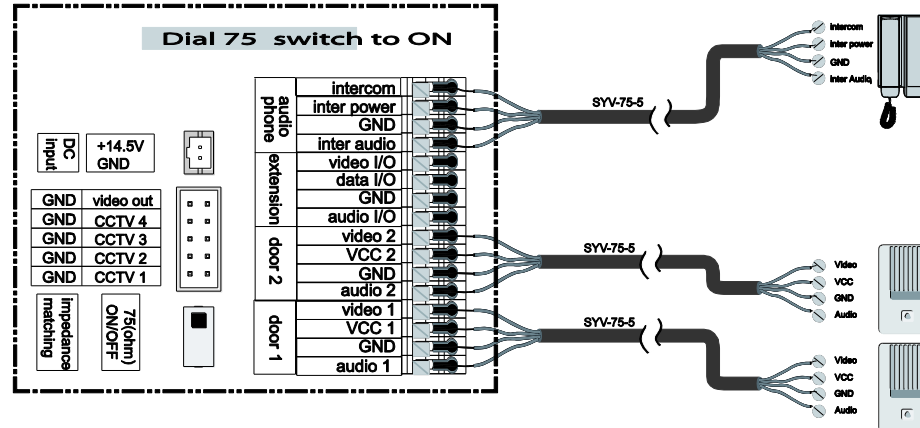 Dial 75 switch to ON
DC input
+14.5V
GND
GND video out
GND CCTV 4
GND CCTV 3
GND CCTV 2
GND CCTV 1
impedance matching
75(ohm) ON/OFF
audio phone
intercom
inter power
GND
inter audio
extension
video I/O
data I/O
GND
audio I/O
door 2
video 2
VCC 2
GND
audio 2
door 1
video 1
VCC 1
GND
audio 1
SYV-75-5
intercom
Inter power
GND
Inter Audio
SYV-75-5
Video
VCC
GND
Audio
SYV-75-5
Video
VCC
GND
Audio